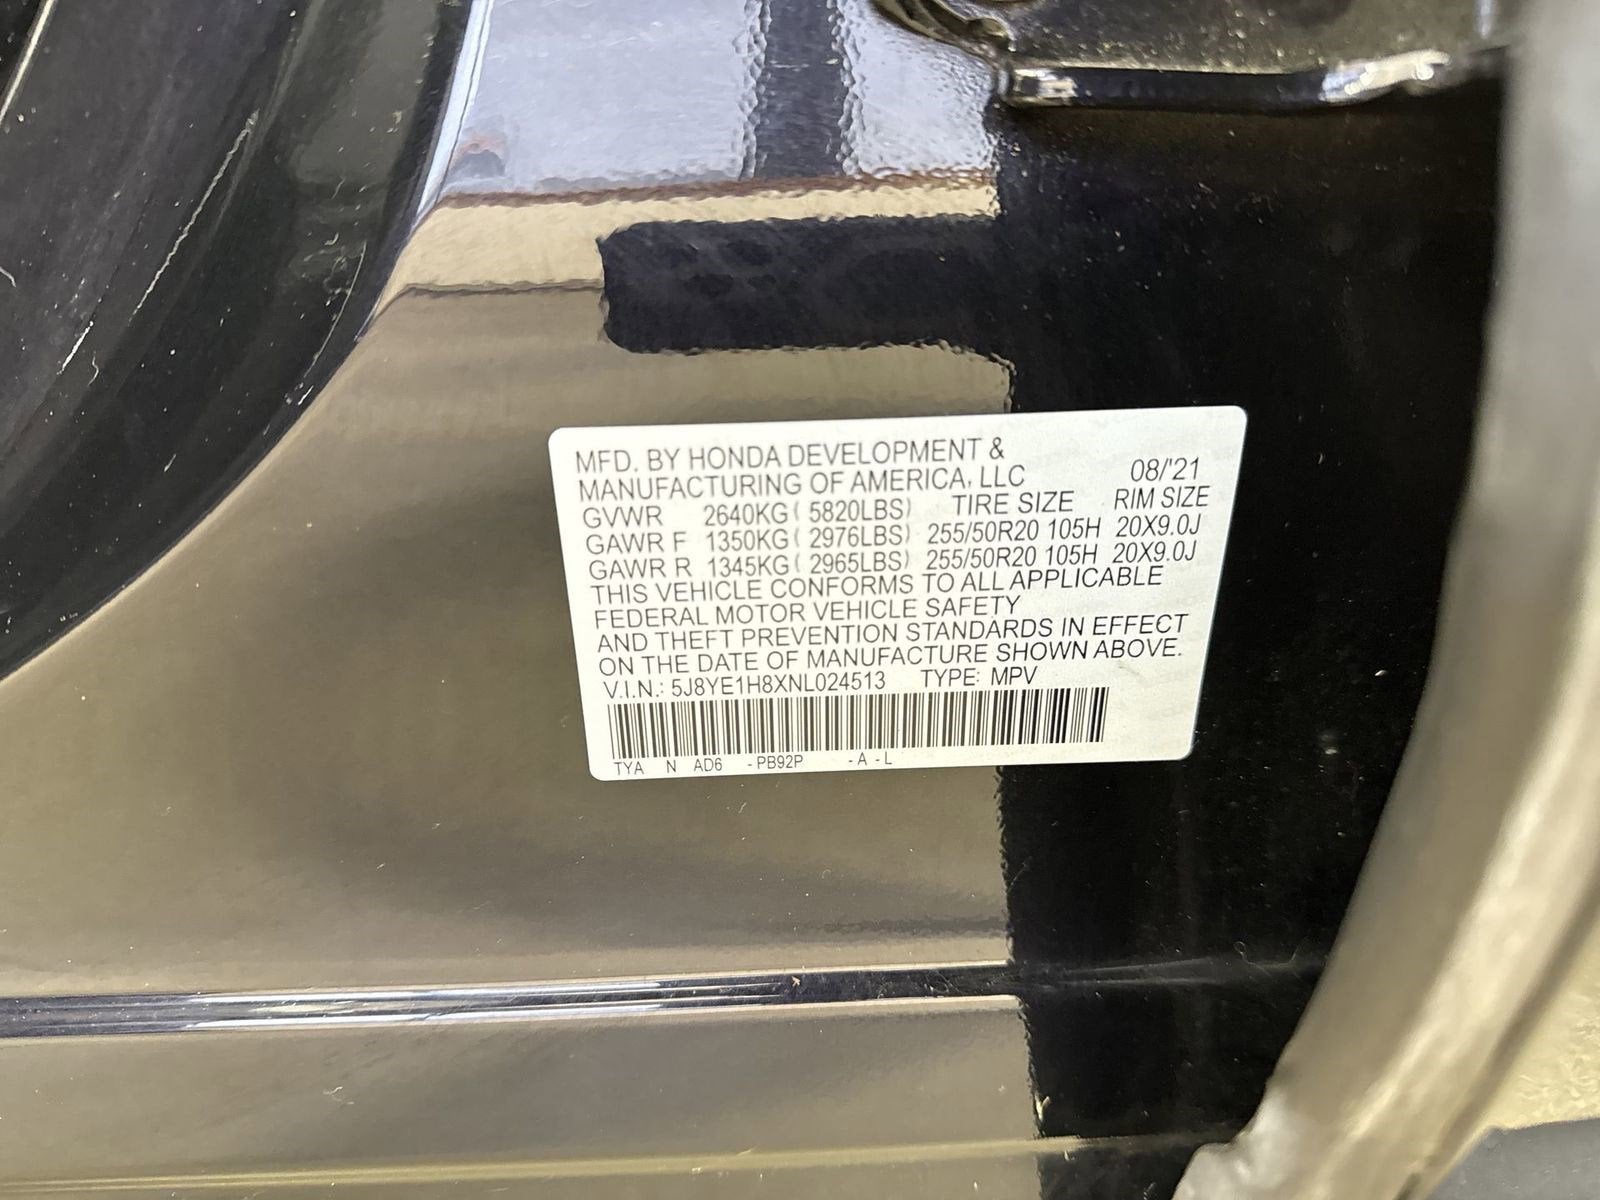 MFD. BY HONDA DEVELOPMENT &
MANUFACTURING OF AMERICA, LLC 08/'21
GVWR 2640KG ( 5820LBS) TIRE SIZE RIM SIZE
GAWR F 1350KG ( 2976LBS) 255/50R20 105H 20X9.0J
GAWR R 1345KG ( 2965LBS) 255/50R20 105H 20X9.0J
THIS VEHICLE CONFORMS TO ALL APPLICABLE
FEDERAL MOTOR VEHICLE SAFETY
AND THEFT PREVENTION STANDARDS IN EFFECT
ON THE DATE OF MANUFACTURE SHOWN ABOVE.
V.I.N.: 5J8YE1H8XNL024513 TYPE: MPV
TYA N AD6 -PB92P -A -L